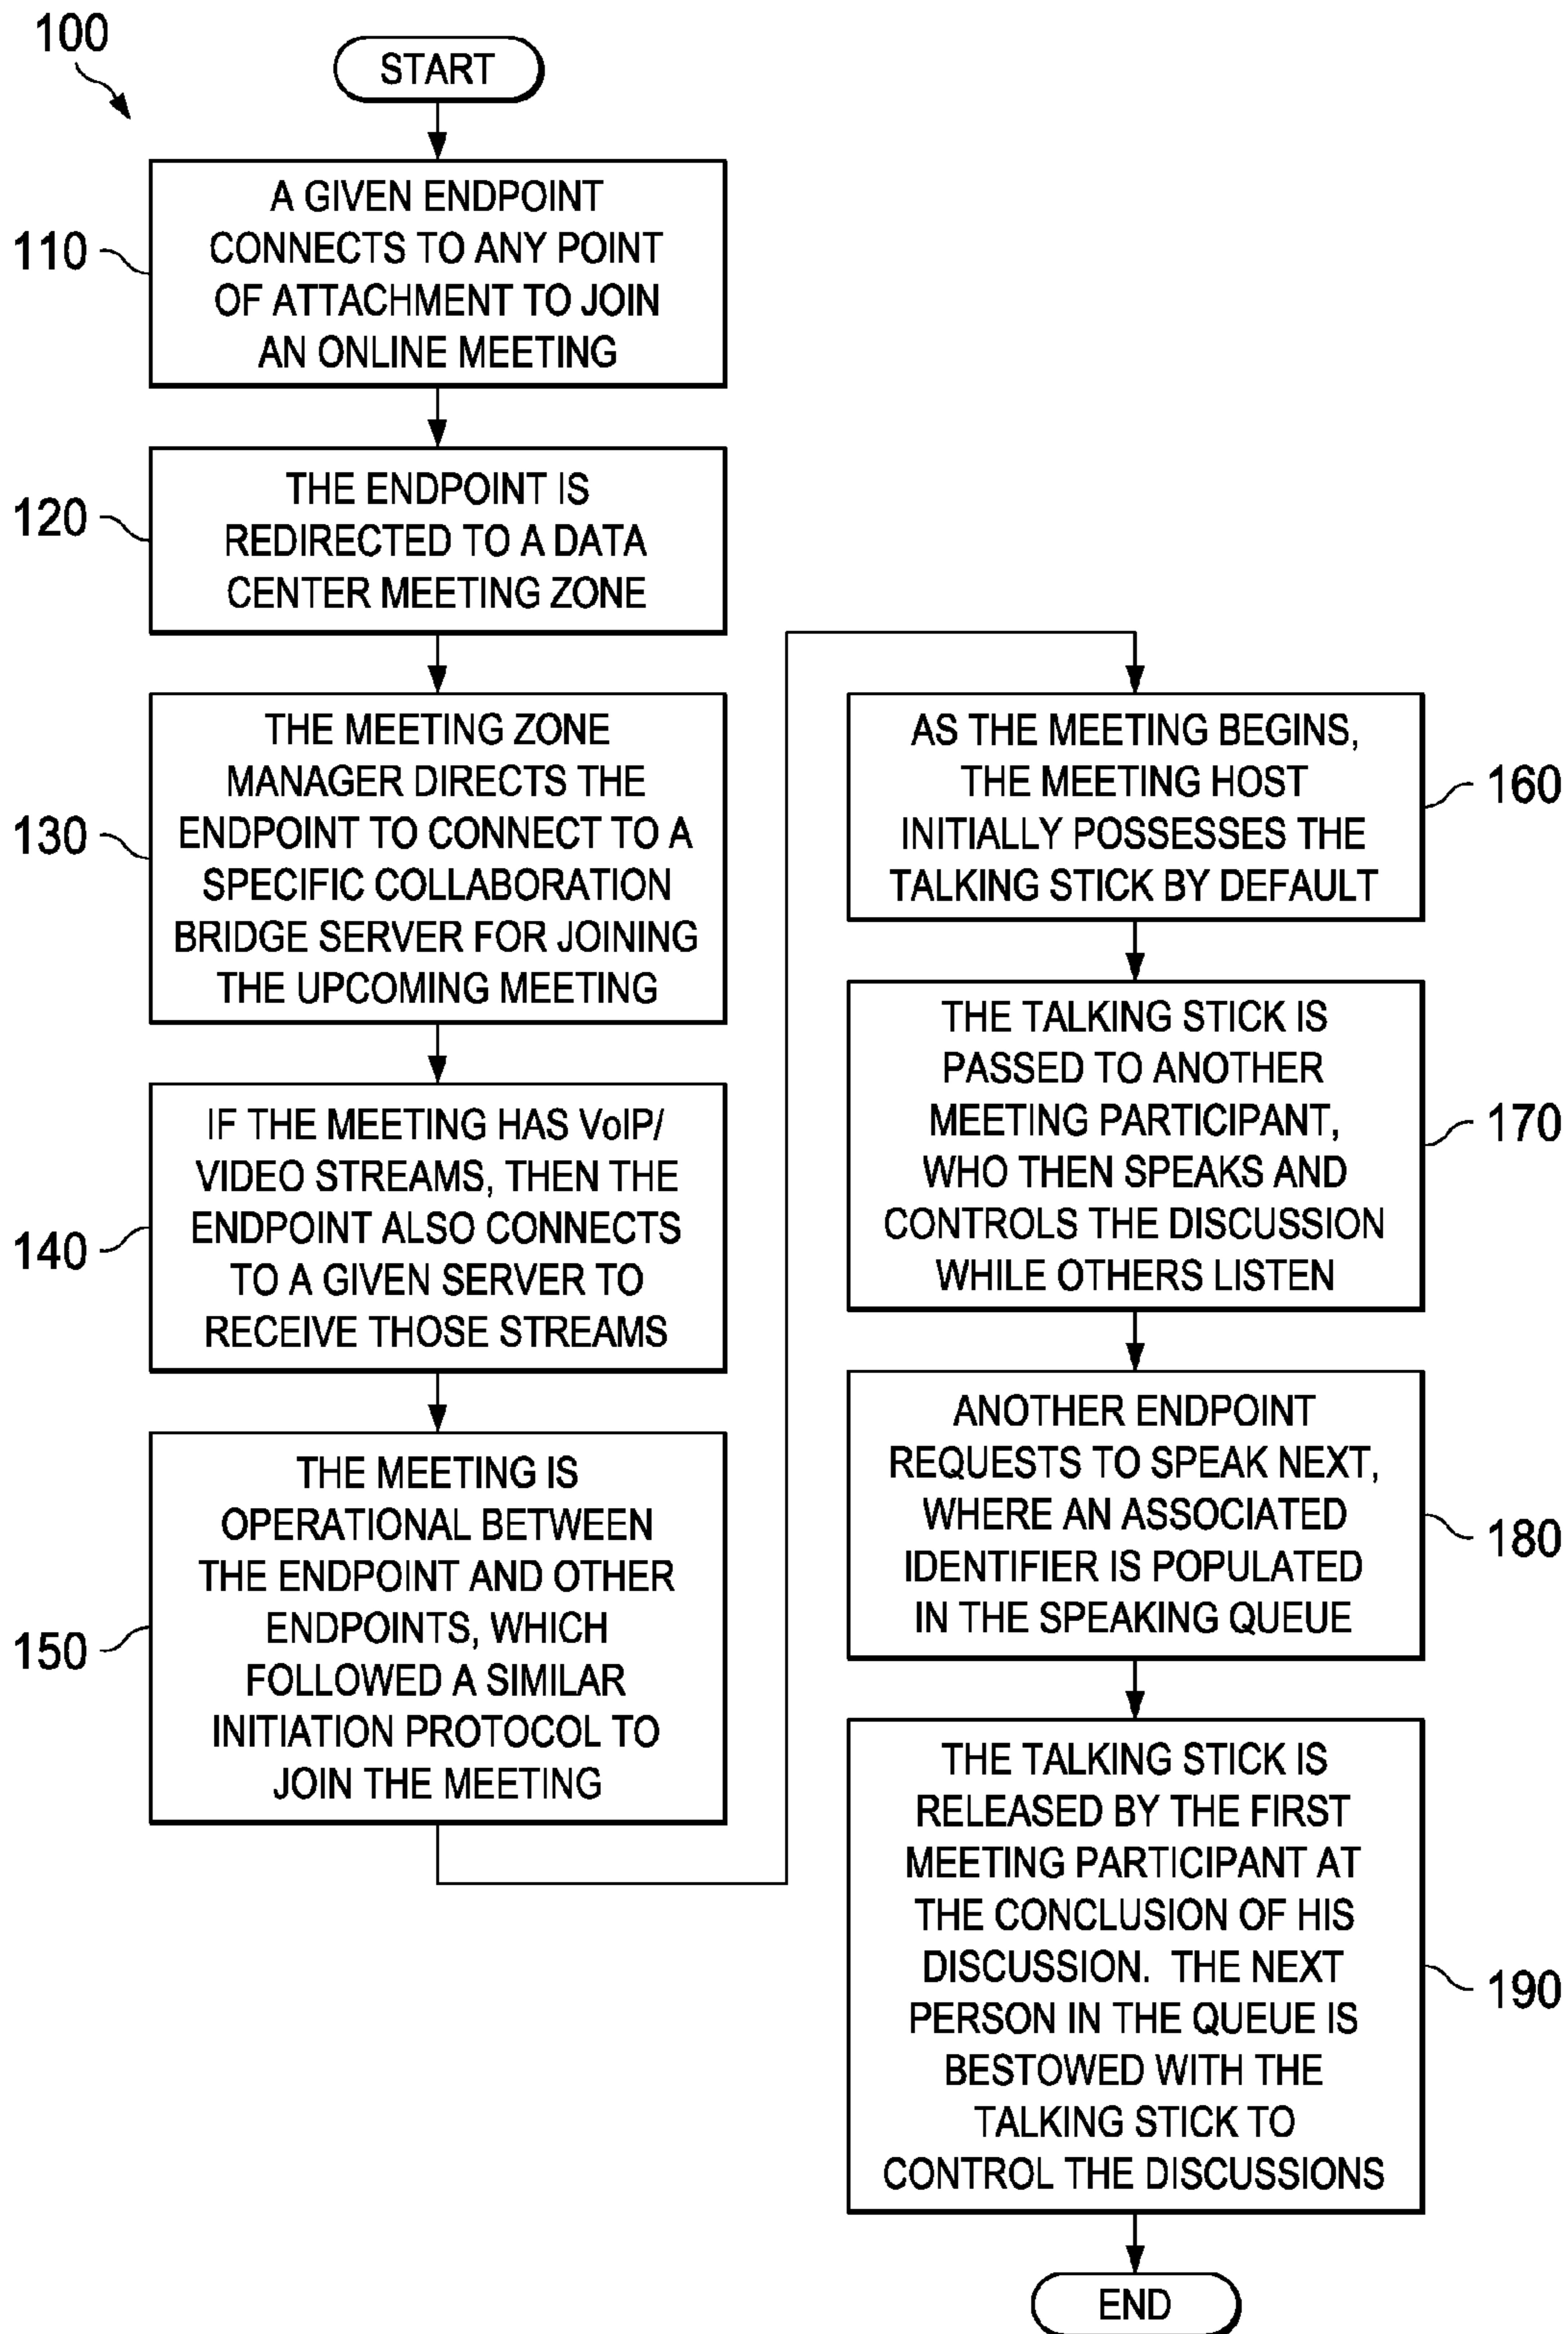 100
START
110
A GIVEN ENDPOINT
CONNECTS TO ANY POINT
OF ATTACHMENT TO JOIN
AN ONLINE MEETING
120
THE ENDPOINT IS
REDIRECTED TO A DATA
CENTER MEETING ZONE
130
THE MEETING ZONE
MANAGER DIRECTS THE
ENDPOINT TO CONNECT TO A
SPECIFIC COLLABORATION
BRIDGE SERVER FOR JOINING
THE UPCOMING MEETING
140
IF THE MEETING HAS VoIP/
VIDEO STREAMS, THEN THE
ENDPOINT ALSO CONNECTS
TO A GIVEN SERVER TO
RECEIVE THOSE STREAMS
150
THE MEETING IS
OPERATIONAL BETWEEN
THE ENDPOINT AND OTHER
ENDPOINTS, WHICH
FOLLOWED A SIMILAR
INITIATION PROTOCOL TO
JOIN THE MEETING
160
AS THE MEETING BEGINS,
THE MEETING HOST
INITIALLY POSSESSES THE
TALKING STICK BY DEFAULT
170
THE TALKING STICK IS
PASSED TO ANOTHER
MEETING PARTICIPANT,
WHO THEN SPEAKS AND
CONTROLS THE DISCUSSION
WHILE OTHERS LISTEN
180
ANOTHER ENDPOINT
REQUESTS TO SPEAK NEXT,
WHERE AN ASSOCIATED
IDENTIFIER IS POPULATED
IN THE SPEAKING QUEUE
190
THE TALKING STICK IS
RELEASED BY THE FIRST
MEETING PARTICIPANT AT
THE CONCLUSION OF HIS
DISCUSSION. THE NEXT
PERSON IN THE QUEUE IS
BESTOWED WITH THE
TALKING STICK TO
CONTROL THE DISCUSSIONS
END